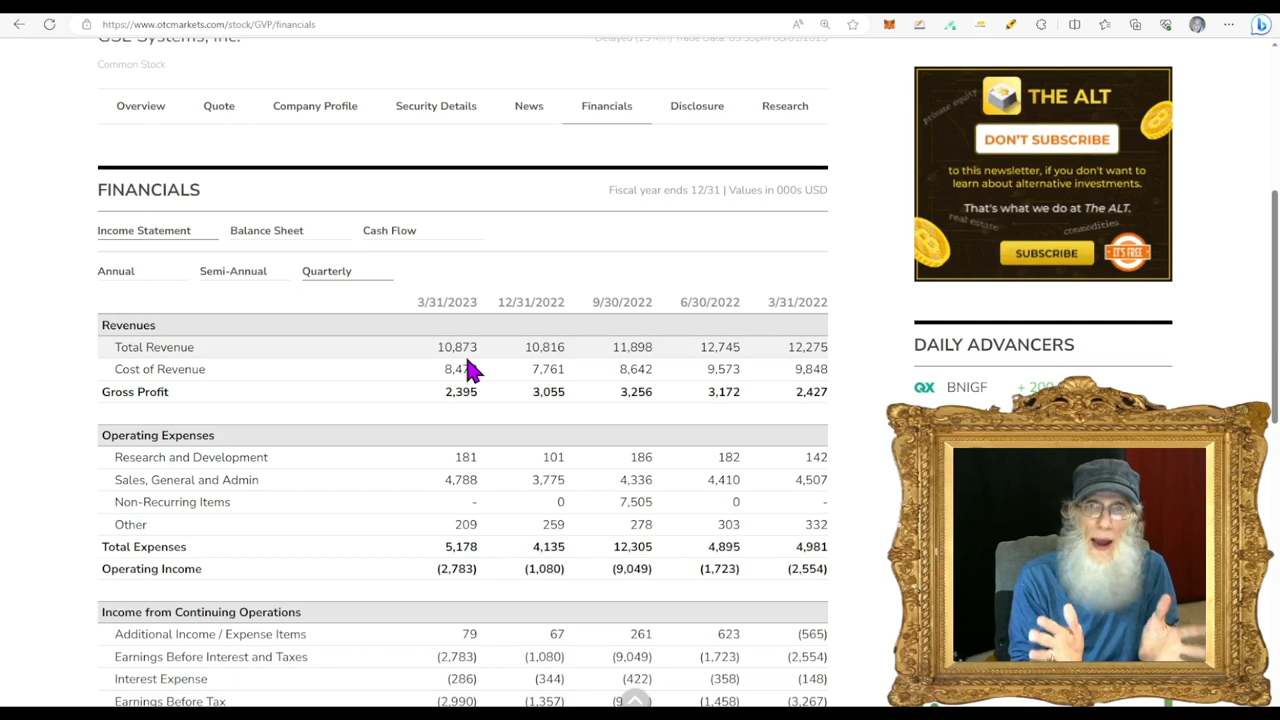 https://www.otcmarkets.com/stock/GVP/financials
GSE Systems, Inc.
Common Stock
Overview Quote Company Profile Security Details News Financials Disclosure Research
FINANCIALS
Fiscal year ends 12/31 | Values in 000s USD
Income Statement Balance Sheet Cash Flow
Annual Semi-Annual Quarterly
3/31/2023 12/31/2022 9/30/2022 6/30/2022 3/31/2022
Revenues
Total Revenue 10,873 10,816 11,898 12,745 12,275
Cost of Revenue 7,761 8,642 9,573 9,848
Gross Profit 2,395 3,055 3,256 3,172 2,427
Operating Expenses
Research and Development 181 101 186 182 142
Sales, General and Admin 4,788 3,775 4,336 4,410 4,507
Non-Recurring Items - 0 7,505 0 -
Other 209 259 278 303 332
Total Expenses 5,178 4,135 12,305 4,895 4,981
Operating Income (2,783) (1,080) (9,049) (1,723) (2,554)
Income from Continuing Operations
Additional Income / Expense Items 79 67 261 623 (565)
Earnings Before Interest and Taxes (2,783) (1,080) (9,049) (1,723) (2,554)
Interest Expense (286) (344) (422) (358) (148)
Earnings Before Tax (2,990) (1,357) (1,458) (3,267)
THE ALT
DON'T SUBSCRIBE
to this newsletter, if you don't want to
learn about alternative investments.
That's what we do at The ALT.
private equity
real estate
commodities
SUBSCRIBE
IT'S FREE
DAILY ADVANCERS
QX BNIGF